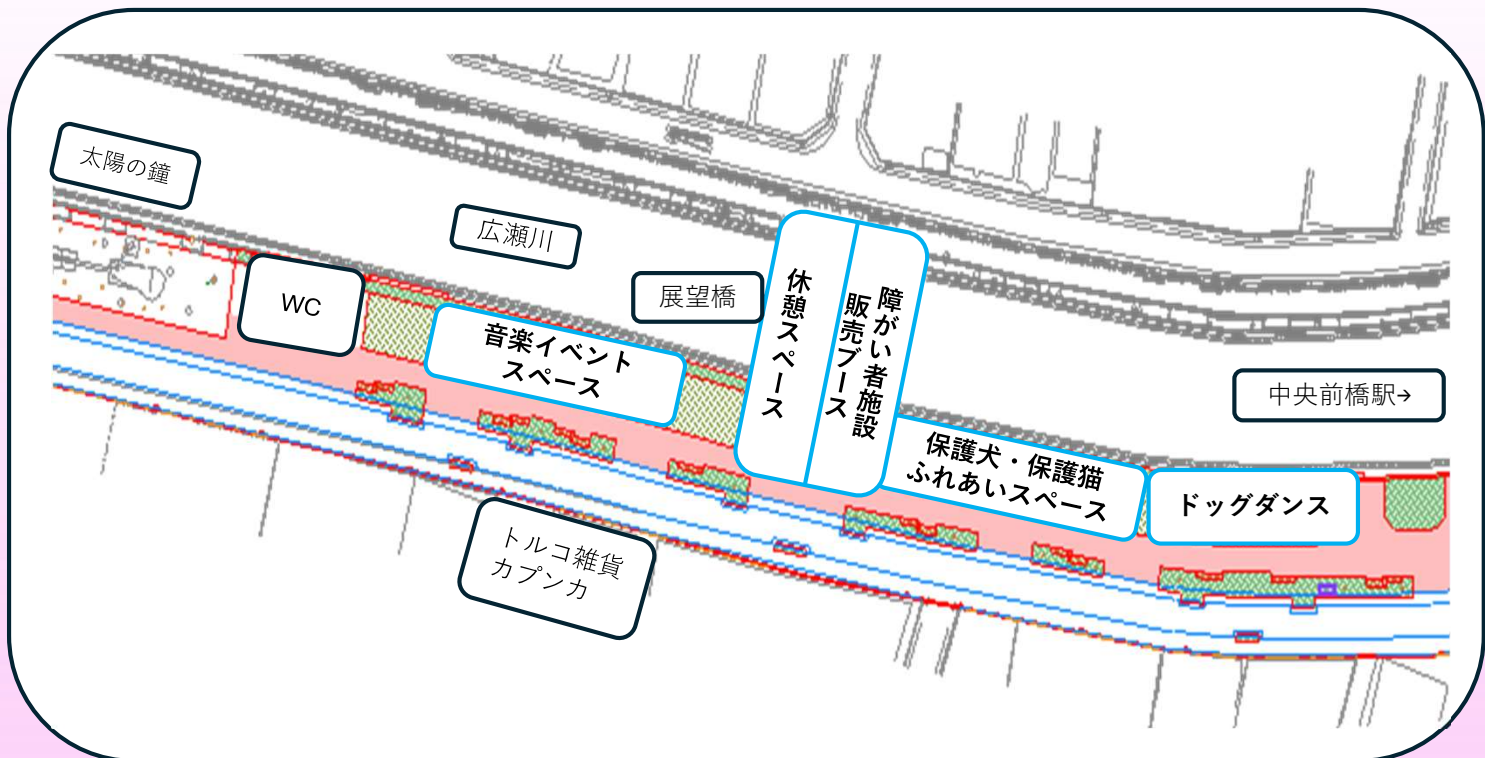 太陽の鐘
広瀬川
展望橋
WC
音楽イベント
スペース
休憩スペース
障がい者施設
販売ブース
中央前橋駅→
保護犬・保護猫
ふれあいスペース
ドッグダンス
トルコ雑貨
カプンカ